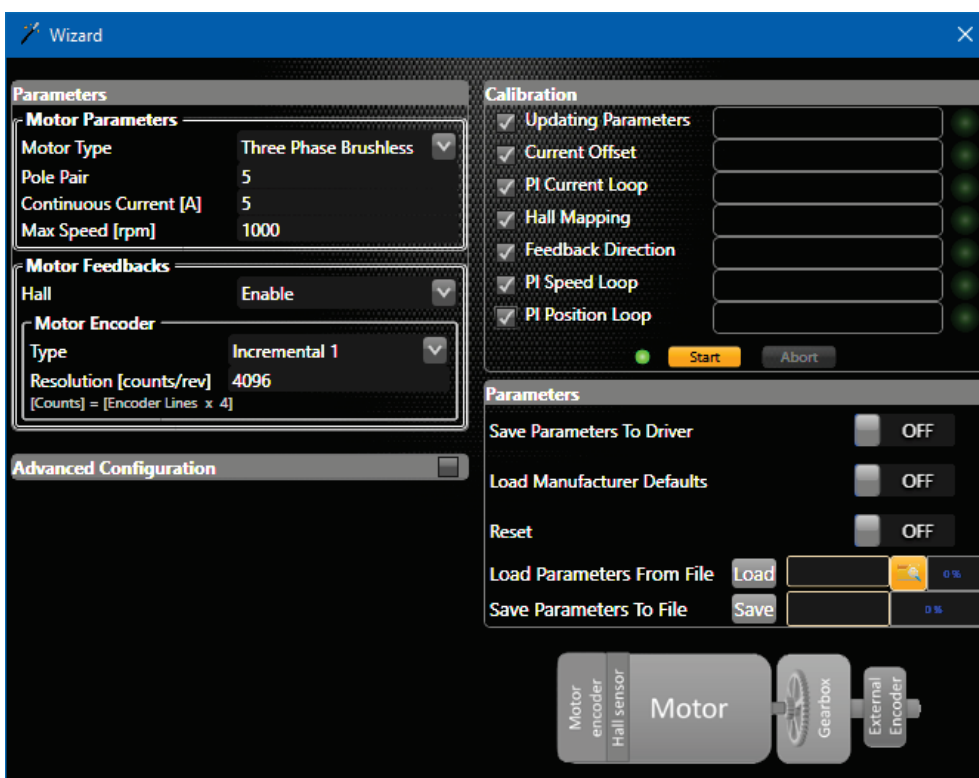 Wizard
Parameters
Motor Parameters
Motor Type Three Phase Brushless
Pole Pair 5
Continuous Current [A] 5
Max Speed [rpm] 1000
Motor Feedbacks
Hall Enable
Motor Encoder
Type Incremental 1
Resolution [counts/rev] 4096
[Counts] = [Encoder Lines x 4]
Advanced Configuration
Calibration
Updating Parameters
Current Offset
PI Current Loop
Hall Mapping
Feedback Direction
PI Speed Loop
PI Position Loop
Start Abort
Parameters
Save Parameters To Driver OFF
Load Manufacturer Defaults OFF
Reset OFF
Load Parameters From File Load 0 %
Save Parameters To File Save 0 %
Motor encoder
Hall sensor
Motor
Gearbox
External Encoder